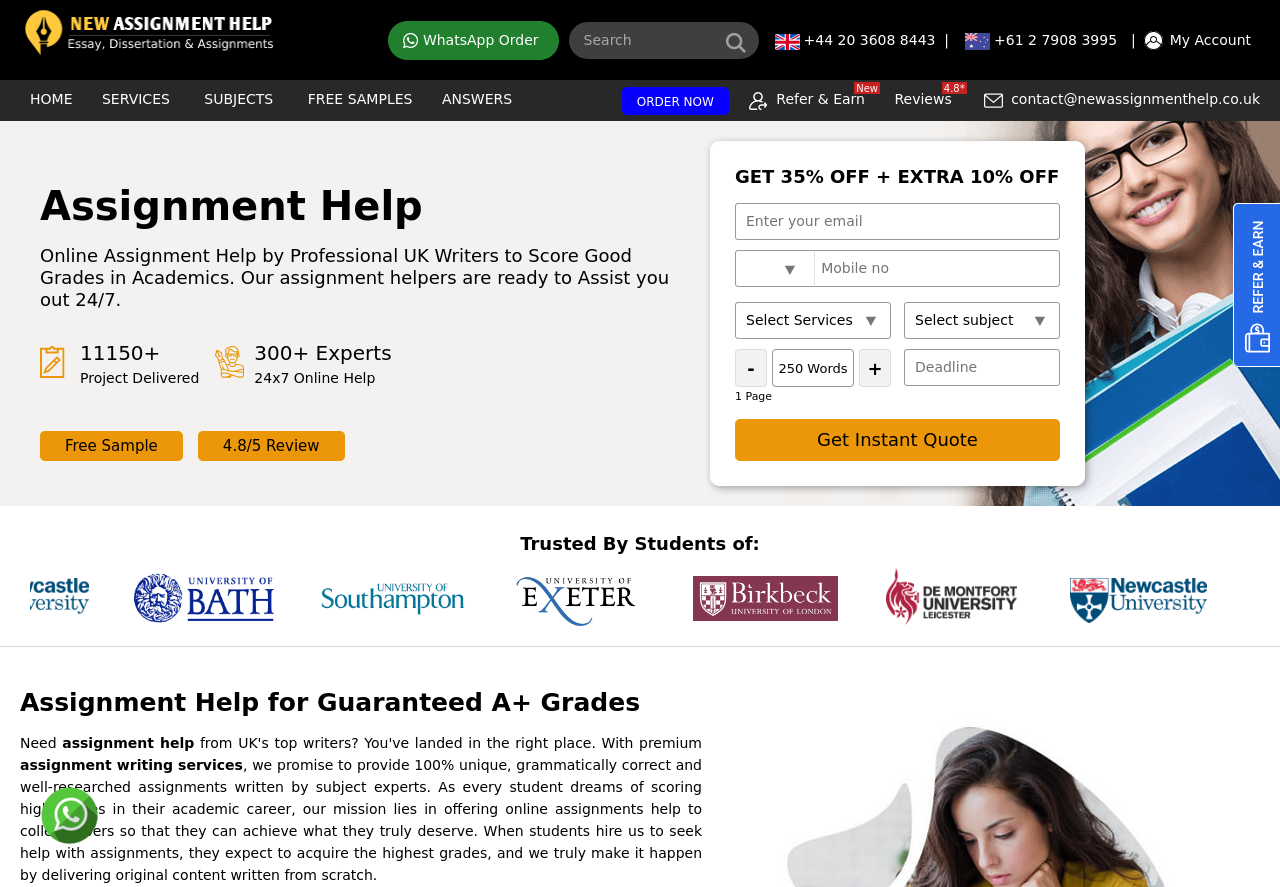 NEW ASSIGNMENT HELP
Essay, Dissertation & Assignments
WhatsApp Order
Search
+44 20 3608 8443 |
+61 2 7908 3995 |
My Account
HOME
SERVICES
SUBJECTS
FREE SAMPLES
ANSWERS
ORDER NOW
Refer & Earn
New
Reviews
4.8*
contact@newassignmenthelp.co.uk
Assignment Help
Online Assignment Help by Professional UK Writers to Score Good
Grades in Academics. Our assignment helpers are ready to Assist you
out 24/7.
11150+
Project Delivered
300+ Experts
24x7 Online Help
Free Sample
4.8/5 Review
GET 35% OFF + EXTRA 10% OFF
Enter your email
Mobile no
Select Services
Select subject
-
250 Words
+
Deadline
1 Page
Get Instant Quote
REFER & EARN
Trusted By Students of:
UNIVERSITY OF
BATH
UNIVERSITY OF
Southampton
UNIVERSITY OF
EXETER
Birkbeck
UNIVERSITY OF LONDON
DE MONTFORT
UNIVERSITY
LEICESTER
Newcastle
University
Assignment Help for Guaranteed A+ Grades
Need assignment help from UK's top writers? You've landed in the right place. With premium
assignment writing services, we promise to provide 100% unique, grammatically correct and
well-researched assignments written by subject experts. As every student dreams of scoring
in their academic career, our mission lies in offering online assignments help to
so that they can achieve what they truly deserve. When students hire us to seek
help with assignments, they expect to acquire the highest grades, and we truly make it happen
by delivering original content written from scratch.